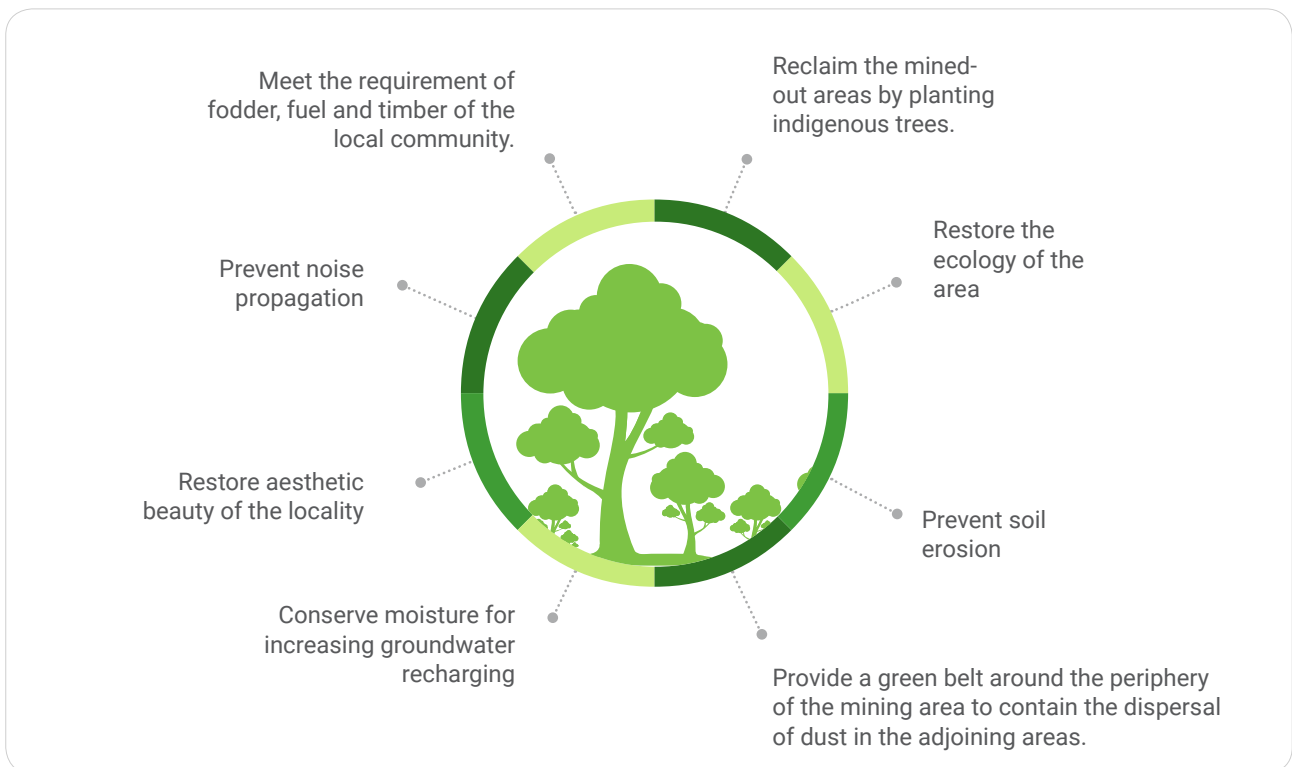 Meet the requirement of
fodder, fuel and timber of the
local community.
Reclaim the mined-
out areas by planting
indigenous trees.
Restore the
ecology of the
area
Prevent noise
propagation
Restore aesthetic
beauty of the locality
Prevent soil
erosion
Conserve moisture for
increasing groundwater
recharging
Provide a green belt around the periphery
of the mining area to contain the dispersal
of dust in the adjoining areas.